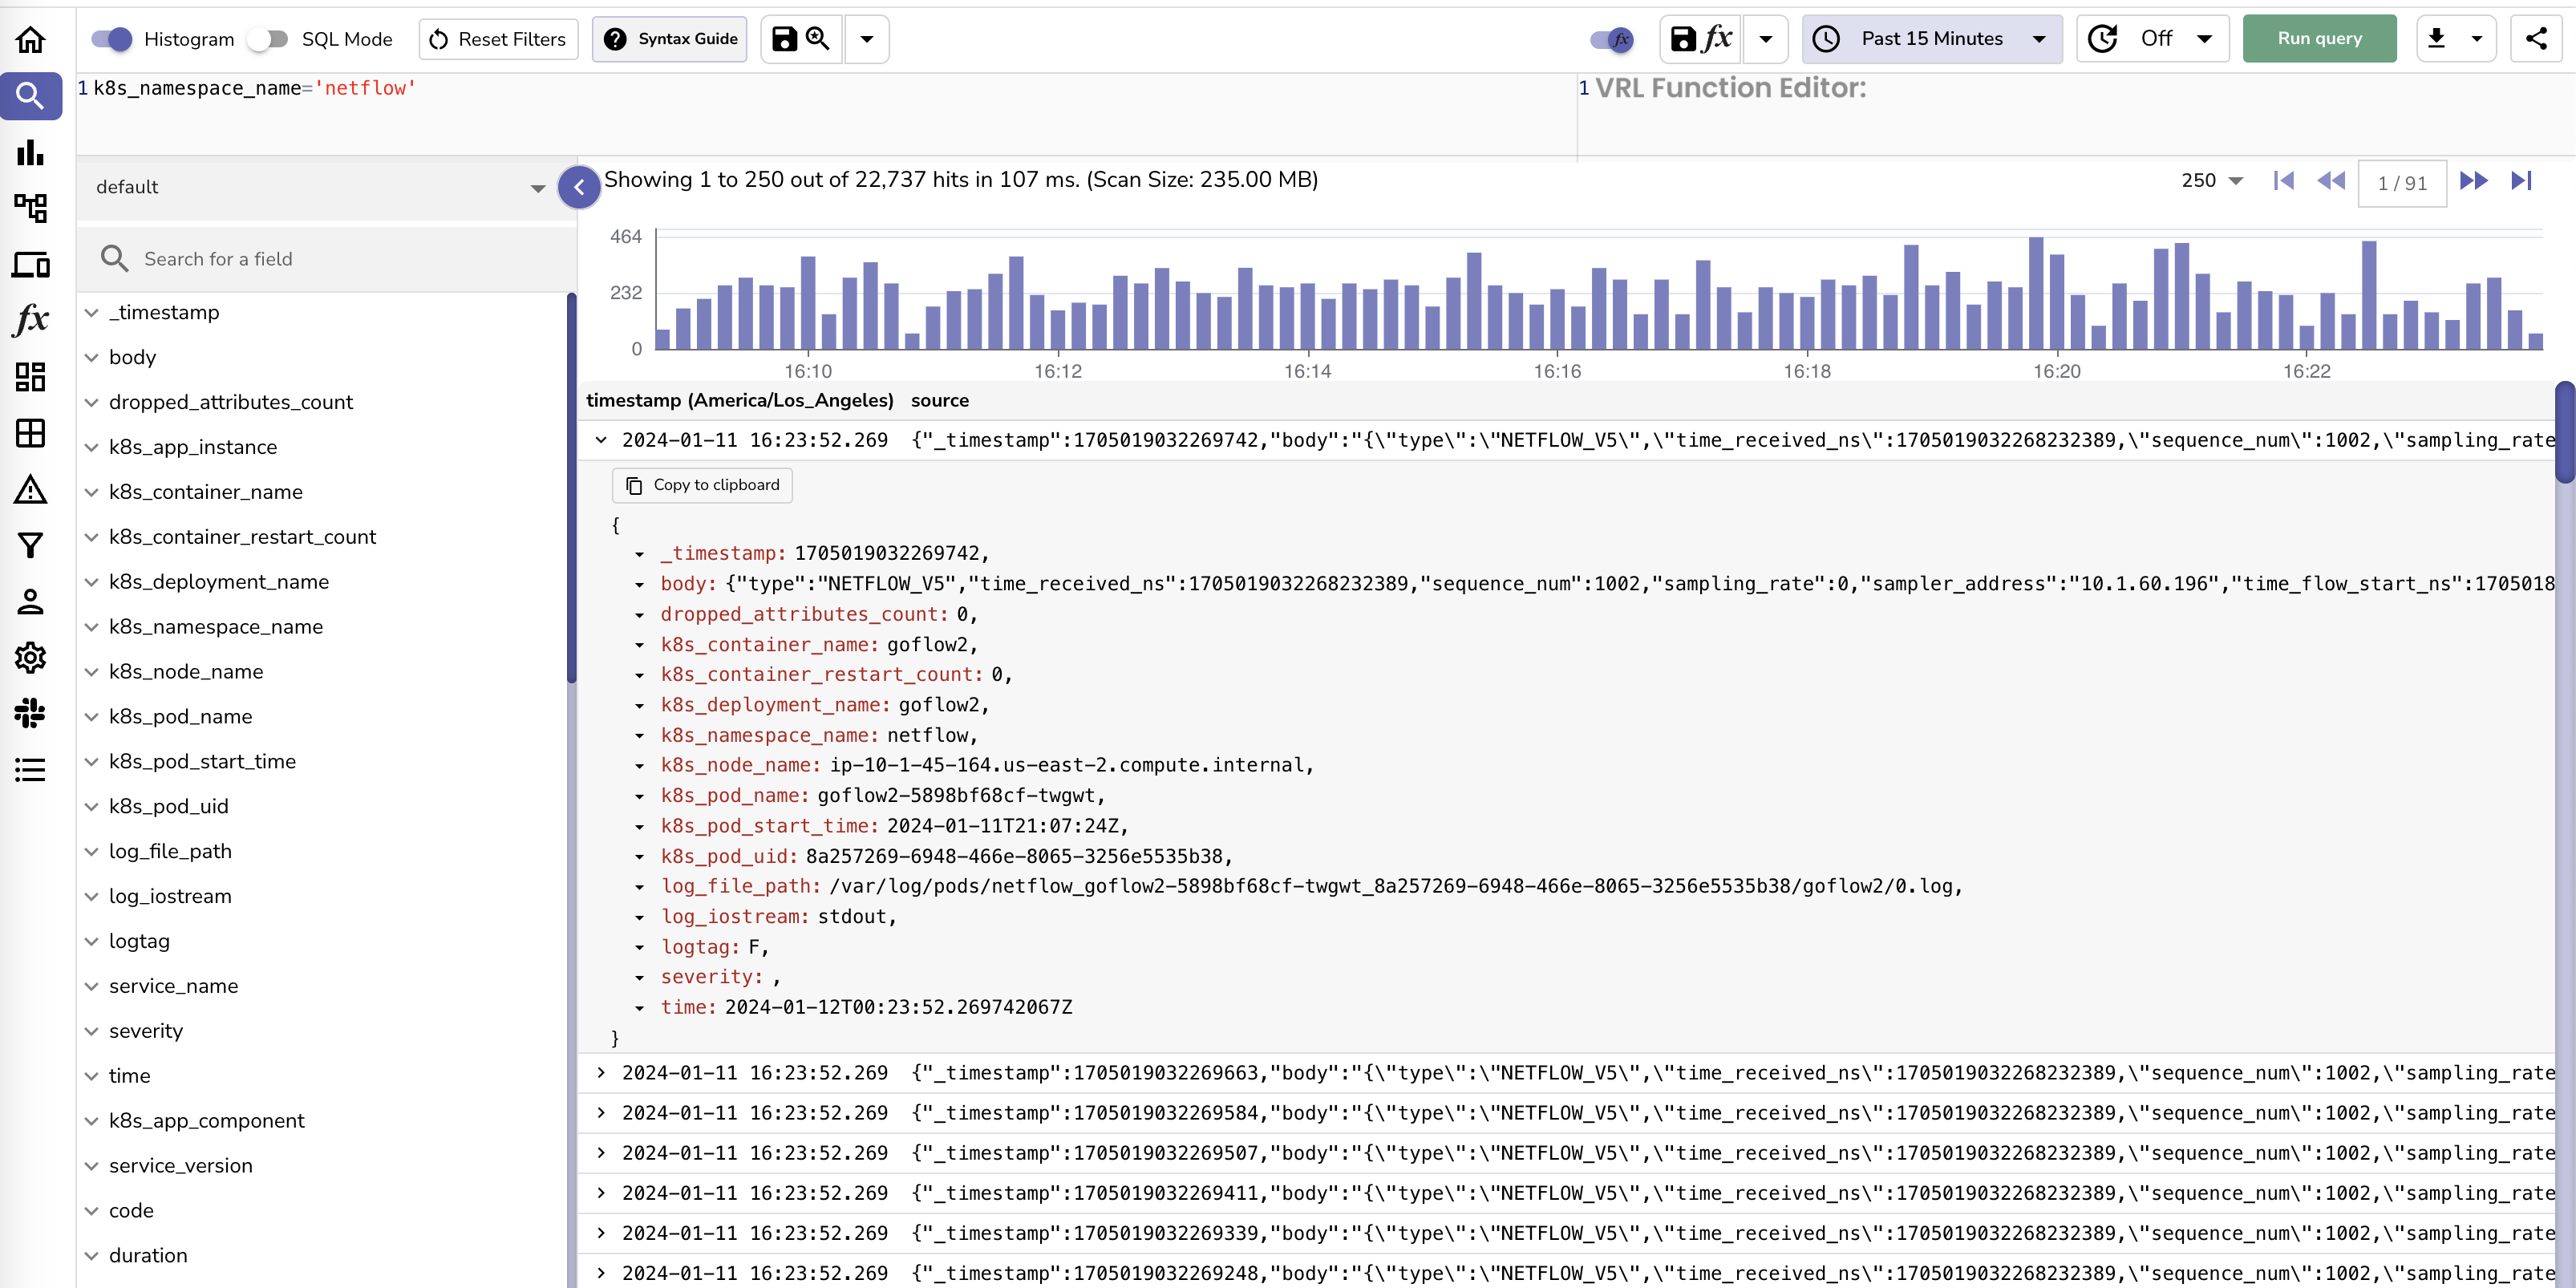 Histogram SQL Mode Reset Filters Syntax Guide fx Past 15 Minutes Off Run query
1 k8s_namespace_name='netflow'
1 VRL Function Editor:
default
Showing 1 to 250 out of 22,737 hits in 107 ms. (Scan Size: 235.00 MB)
250 1 / 91
Search for a field
_timestamp
body
dropped_attributes_count
k8s_app_instance
k8s_container_name
k8s_container_restart_count
k8s_deployment_name
k8s_namespace_name
k8s_node_name
k8s_pod_name
k8s_pod_start_time
k8s_pod_uid
log_file_path
log_iostream
logtag
service_name
severity
time
k8s_app_component
service_version
code
duration
464
232
0
16:10 16:12 16:14 16:16 16:18 16:20 16:22
timestamp (America/Los_Angeles) source
2024-01-11 16:23:52.269 {"_timestamp":1705019032269742,"body":"{\"type\":\"NETFLOW_V5\",\"time_received_ns\":1705019032268232389,\"sequence_num\":1002,\"sampling_rate
Copy to clipboard
{
_timestamp: 1705019032269742,
body: {"type":"NETFLOW_V5","time_received_ns":1705019032268232389,"sequence_num":1002,"sampling_rate":0,"sampler_address":"10.1.60.196","time_flow_start_ns":1705018
dropped_attributes_count: 0,
k8s_container_name: goflow2,
k8s_container_restart_count: 0,
k8s_deployment_name: goflow2,
k8s_namespace_name: netflow,
k8s_node_name: ip-10-1-45-164.us-east-2.compute.internal,
k8s_pod_name: goflow2-5898bf68cf-twgwt,
k8s_pod_start_time: 2024-01-11T21:07:24Z,
k8s_pod_uid: 8a257269-6948-466e-8065-3256e5535b38,
log_file_path: /var/log/pods/netflow_goflow2-5898bf68cf-twgwt_8a257269-6948-466e-8065-3256e5535b38/goflow2/0.log,
log_iostream: stdout,
logtag: F,
severity: ,
time: 2024-01-12T00:23:52.269742067Z
}
2024-01-11 16:23:52.269 {"_timestamp":1705019032269663,"body":"{\"type\":\"NETFLOW_V5\",\"time_received_ns\":1705019032268232389,\"sequence_num\":1002,\"sampling_rate
2024-01-11 16:23:52.269 {"_timestamp":1705019032269584,"body":"{\"type\":\"NETFLOW_V5\",\"time_received_ns\":1705019032268232389,\"sequence_num\":1002,\"sampling_rate
2024-01-11 16:23:52.269 {"_timestamp":1705019032269507,"body":"{\"type\":\"NETFLOW_V5\",\"time_received_ns\":1705019032268232389,\"sequence_num\":1002,\"sampling_rate
2024-01-11 16:23:52.269 {"_timestamp":1705019032269411,"body":"{\"type\":\"NETFLOW_V5\",\"time_received_ns\":1705019032268232389,\"sequence_num\":1002,\"sampling_rate
2024-01-11 16:23:52.269 {"_timestamp":1705019032269339,"body":"{\"type\":\"NETFLOW_V5\",\"time_received_ns\":1705019032268232389,\"sequence_num\":1002,\"sampling_rate
2024-01-11 16:23:52.269 {"_timestamp":1705019032269248,"body":"{\"type\":\"NETFLOW_V5\",\"time_received_ns\":1705019032268232389,\"sequence_num\":1002,\"sampling_rate